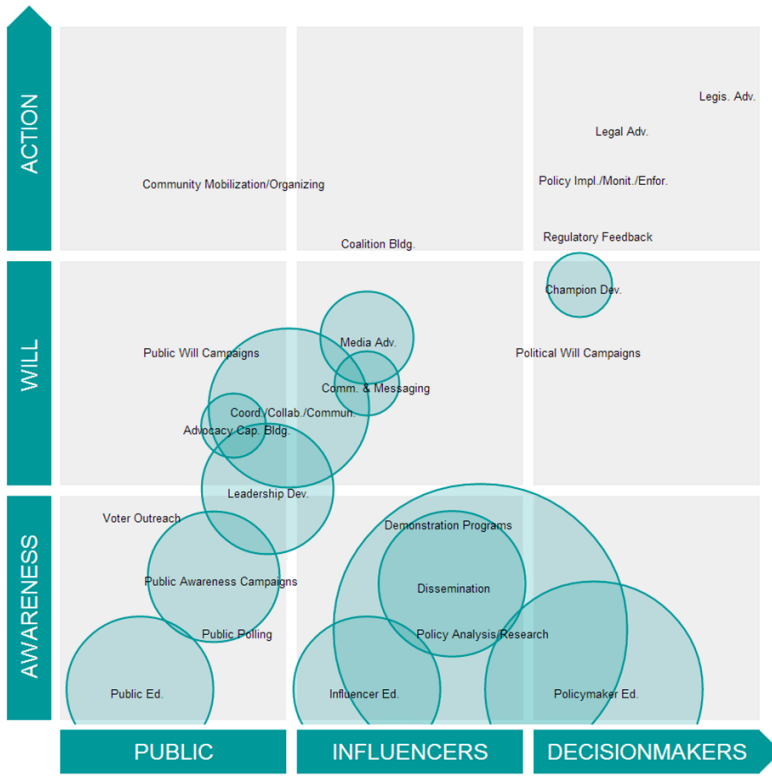 ACTION
Legis. Adv.
Legal Adv.
Community Mobilization/Organizing
Policy Impl./Monit./Enfor.
Coalition Bldg.
Regulatory Feedback
WILL
Champion Dev.
Media Adv.
Public Will Campaigns
Political Will Campaigns
Comm. & Messaging
Coord./Collab./Commun.
Advocacy Cap. Bldg.
Leadership Dev.
AWARENESS
Voter Outreach
Demonstration Programs
Public Awareness Campaigns
Dissemination
Public Polling
Policy Analysis/Research
Public Ed.
Influencer Ed.
Policymaker Ed.
PUBLIC
INFLUENCERS
DECISIONMAKERS